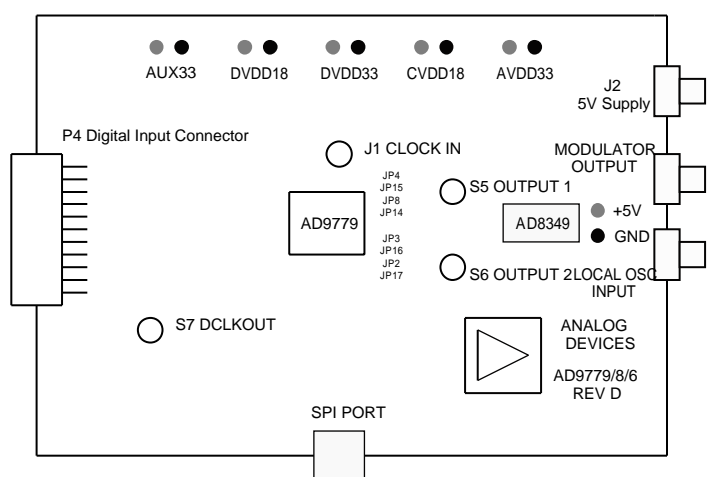 AUX33 DVDD18 DVDD33 CVDD18 AVDD33
J2
5V Supply
P4 Digital Input Connector
J1 CLOCK IN
MODULATOR
OUTPUT
JP4
JP15
JP8
JP14
S5 OUTPUT 1
AD9779
AD8349
+5V
GND
JP3
JP16
JP2
JP17
S6 OUTPUT 2
LOCAL OSC
INPUT
S7 DCLKOUT
ANALOG
DEVICES
AD9779/8/6
REV D
SPI PORT